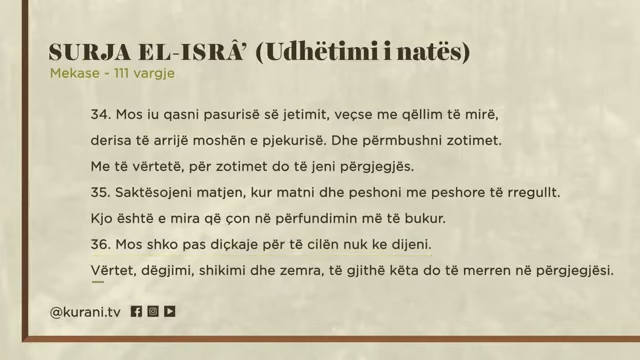 SURJA EL-ISRÂ’ (Udhëtimi i natës)
Mekase - 111 vargje
34. Mos iu qasni pasurisë së jetimit, veçse me qëllim të mirë,
derisa të arrijë moshën e pjekurisë. Dhe përmbushni zotimet.
Me të vërtetë, për zotimet do të jeni përgjegjës.
35. Saktësojeni matjen, kur matni dhe peshoni me peshore të rregullt.
Kjo është e mira që çon në përfundimin më të bukur.
36. Mos shko pas diçkaje për të cilën nuk ke dijeni.
Vërtet, dëgjimi, shikimi dhe zemra, të gjithë këta do të merren në përgjegjësi.
@kurani.tv